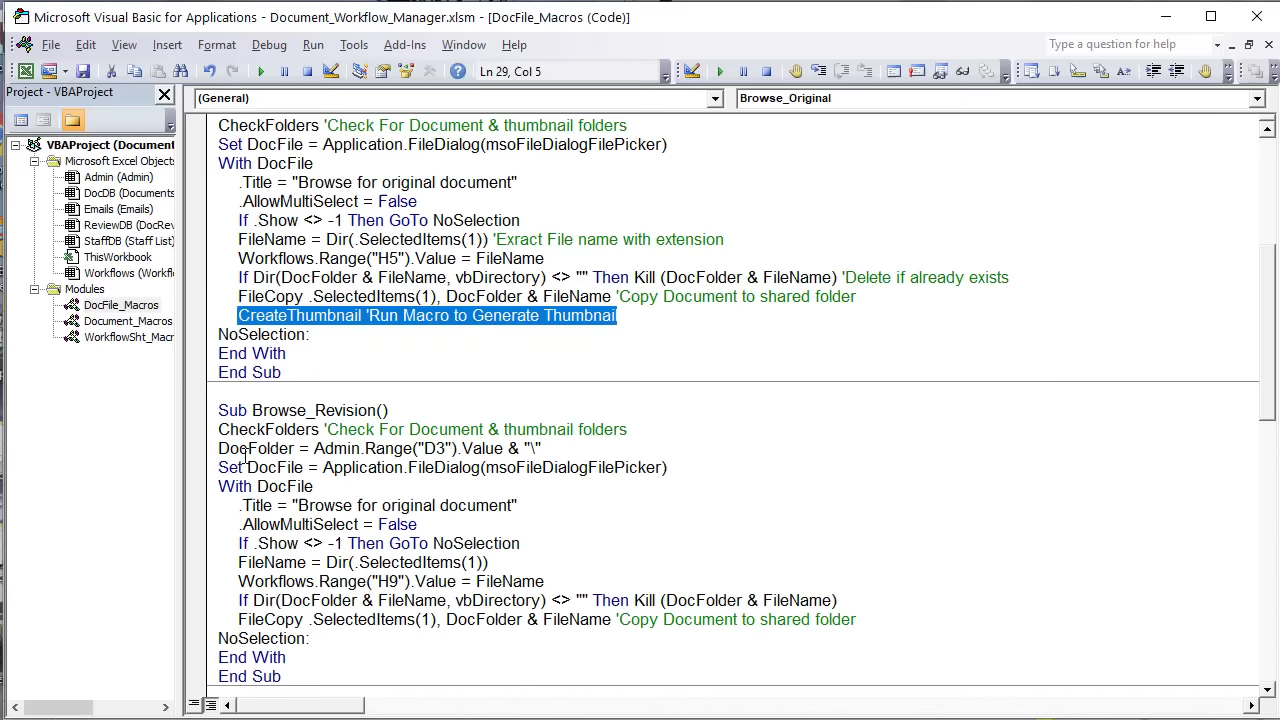 Microsoft Visual Basic for Applications - Document_Workflow_Manager.xlsm - [DocFile_Macros (Code)]
File Edit View Insert Format Debug Run Tools Add-Ins Window Help
Type a question for help
Ln 29, Col 5
Project - VBAProject
(General)
Browse_Original
VBAProject (Document
Microsoft Excel Objects
Admin (Admin)
DocDB (Documents
Emails (Emails)
ReviewDB (DocRev
StaffDB (Staff List)
ThisWorkbook
Workflows (Workfl
Modules
DocFile_Macros
Document_Macros
WorkflowSht_Mac
CheckFolders 'Check For Document & thumbnail folders
Set DocFile = Application.FileDialog(msoFileDialogFilePicker)
With DocFile
.Title = "Browse for original document"
.AllowMultiSelect = False
If .Show <> -1 Then GoTo NoSelection
FileName = Dir(.SelectedItems(1)) 'Exract File name with extension
Workflows.Range("H5").Value = FileName
If Dir(DocFolder & FileName, vbDirectory) <> "" Then Kill (DocFolder & FileName) 'Delete if already exists
FileCopy .SelectedItems(1), DocFolder & FileName 'Copy Document to shared folder
CreateThumbnail 'Run Macro to Generate Thumbnail
NoSelection:
End With
End Sub
Sub Browse_Revision()
CheckFolders 'Check For Document & thumbnail folders
DocFolder = Admin.Range("D3").Value & "\"
Set DocFile = Application.FileDialog(msoFileDialogFilePicker)
With DocFile
.Title = "Browse for original document"
.AllowMultiSelect = False
If .Show <> -1 Then GoTo NoSelection
FileName = Dir(.SelectedItems(1))
Workflows.Range("H9").Value = FileName
If Dir(DocFolder & FileName, vbDirectory) <> "" Then Kill (DocFolder & FileName)
FileCopy .SelectedItems(1), DocFolder & FileName 'Copy Document to shared folder
NoSelection:
End With
End Sub